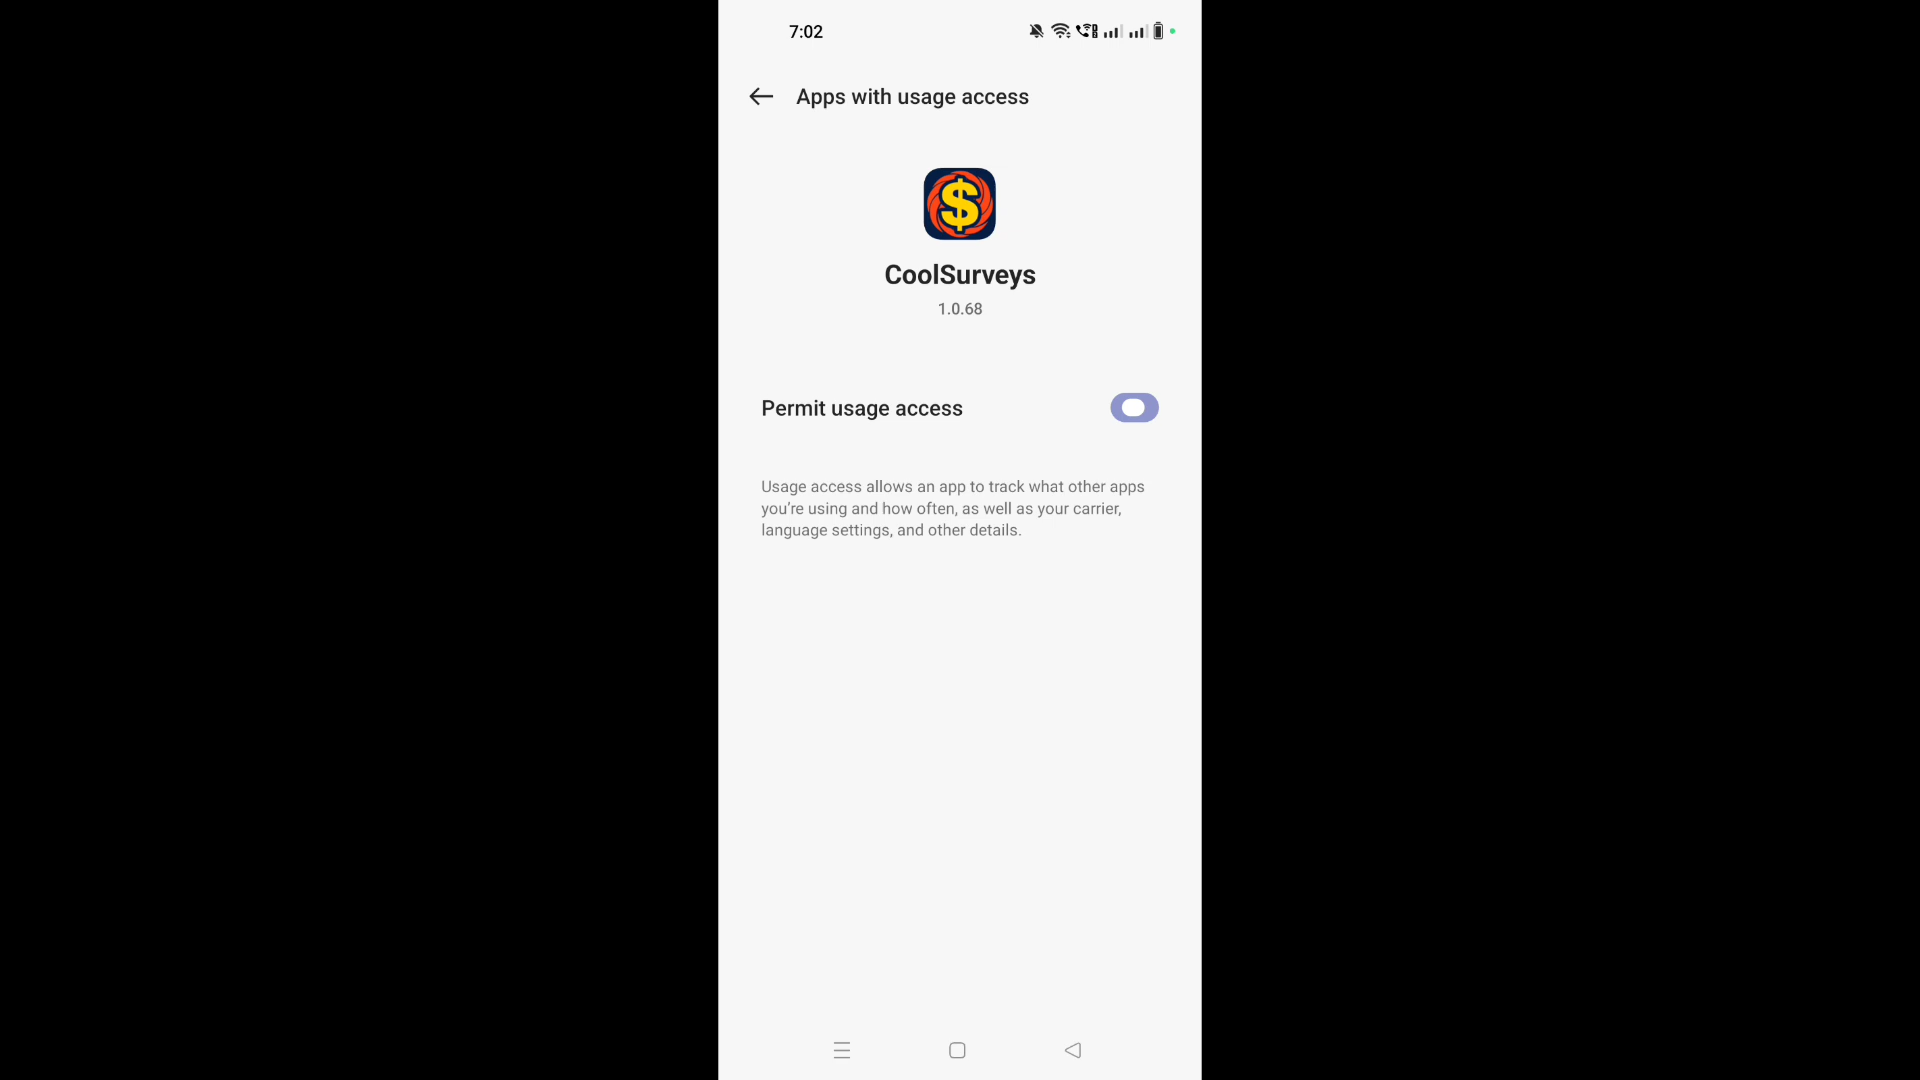 7:02
Apps with usage access
$
CoolSurveys
1.0.68
Permit usage access
Usage access allows an app to track what other apps
you’re using and how often, as well as your carrier,
language settings, and other details.